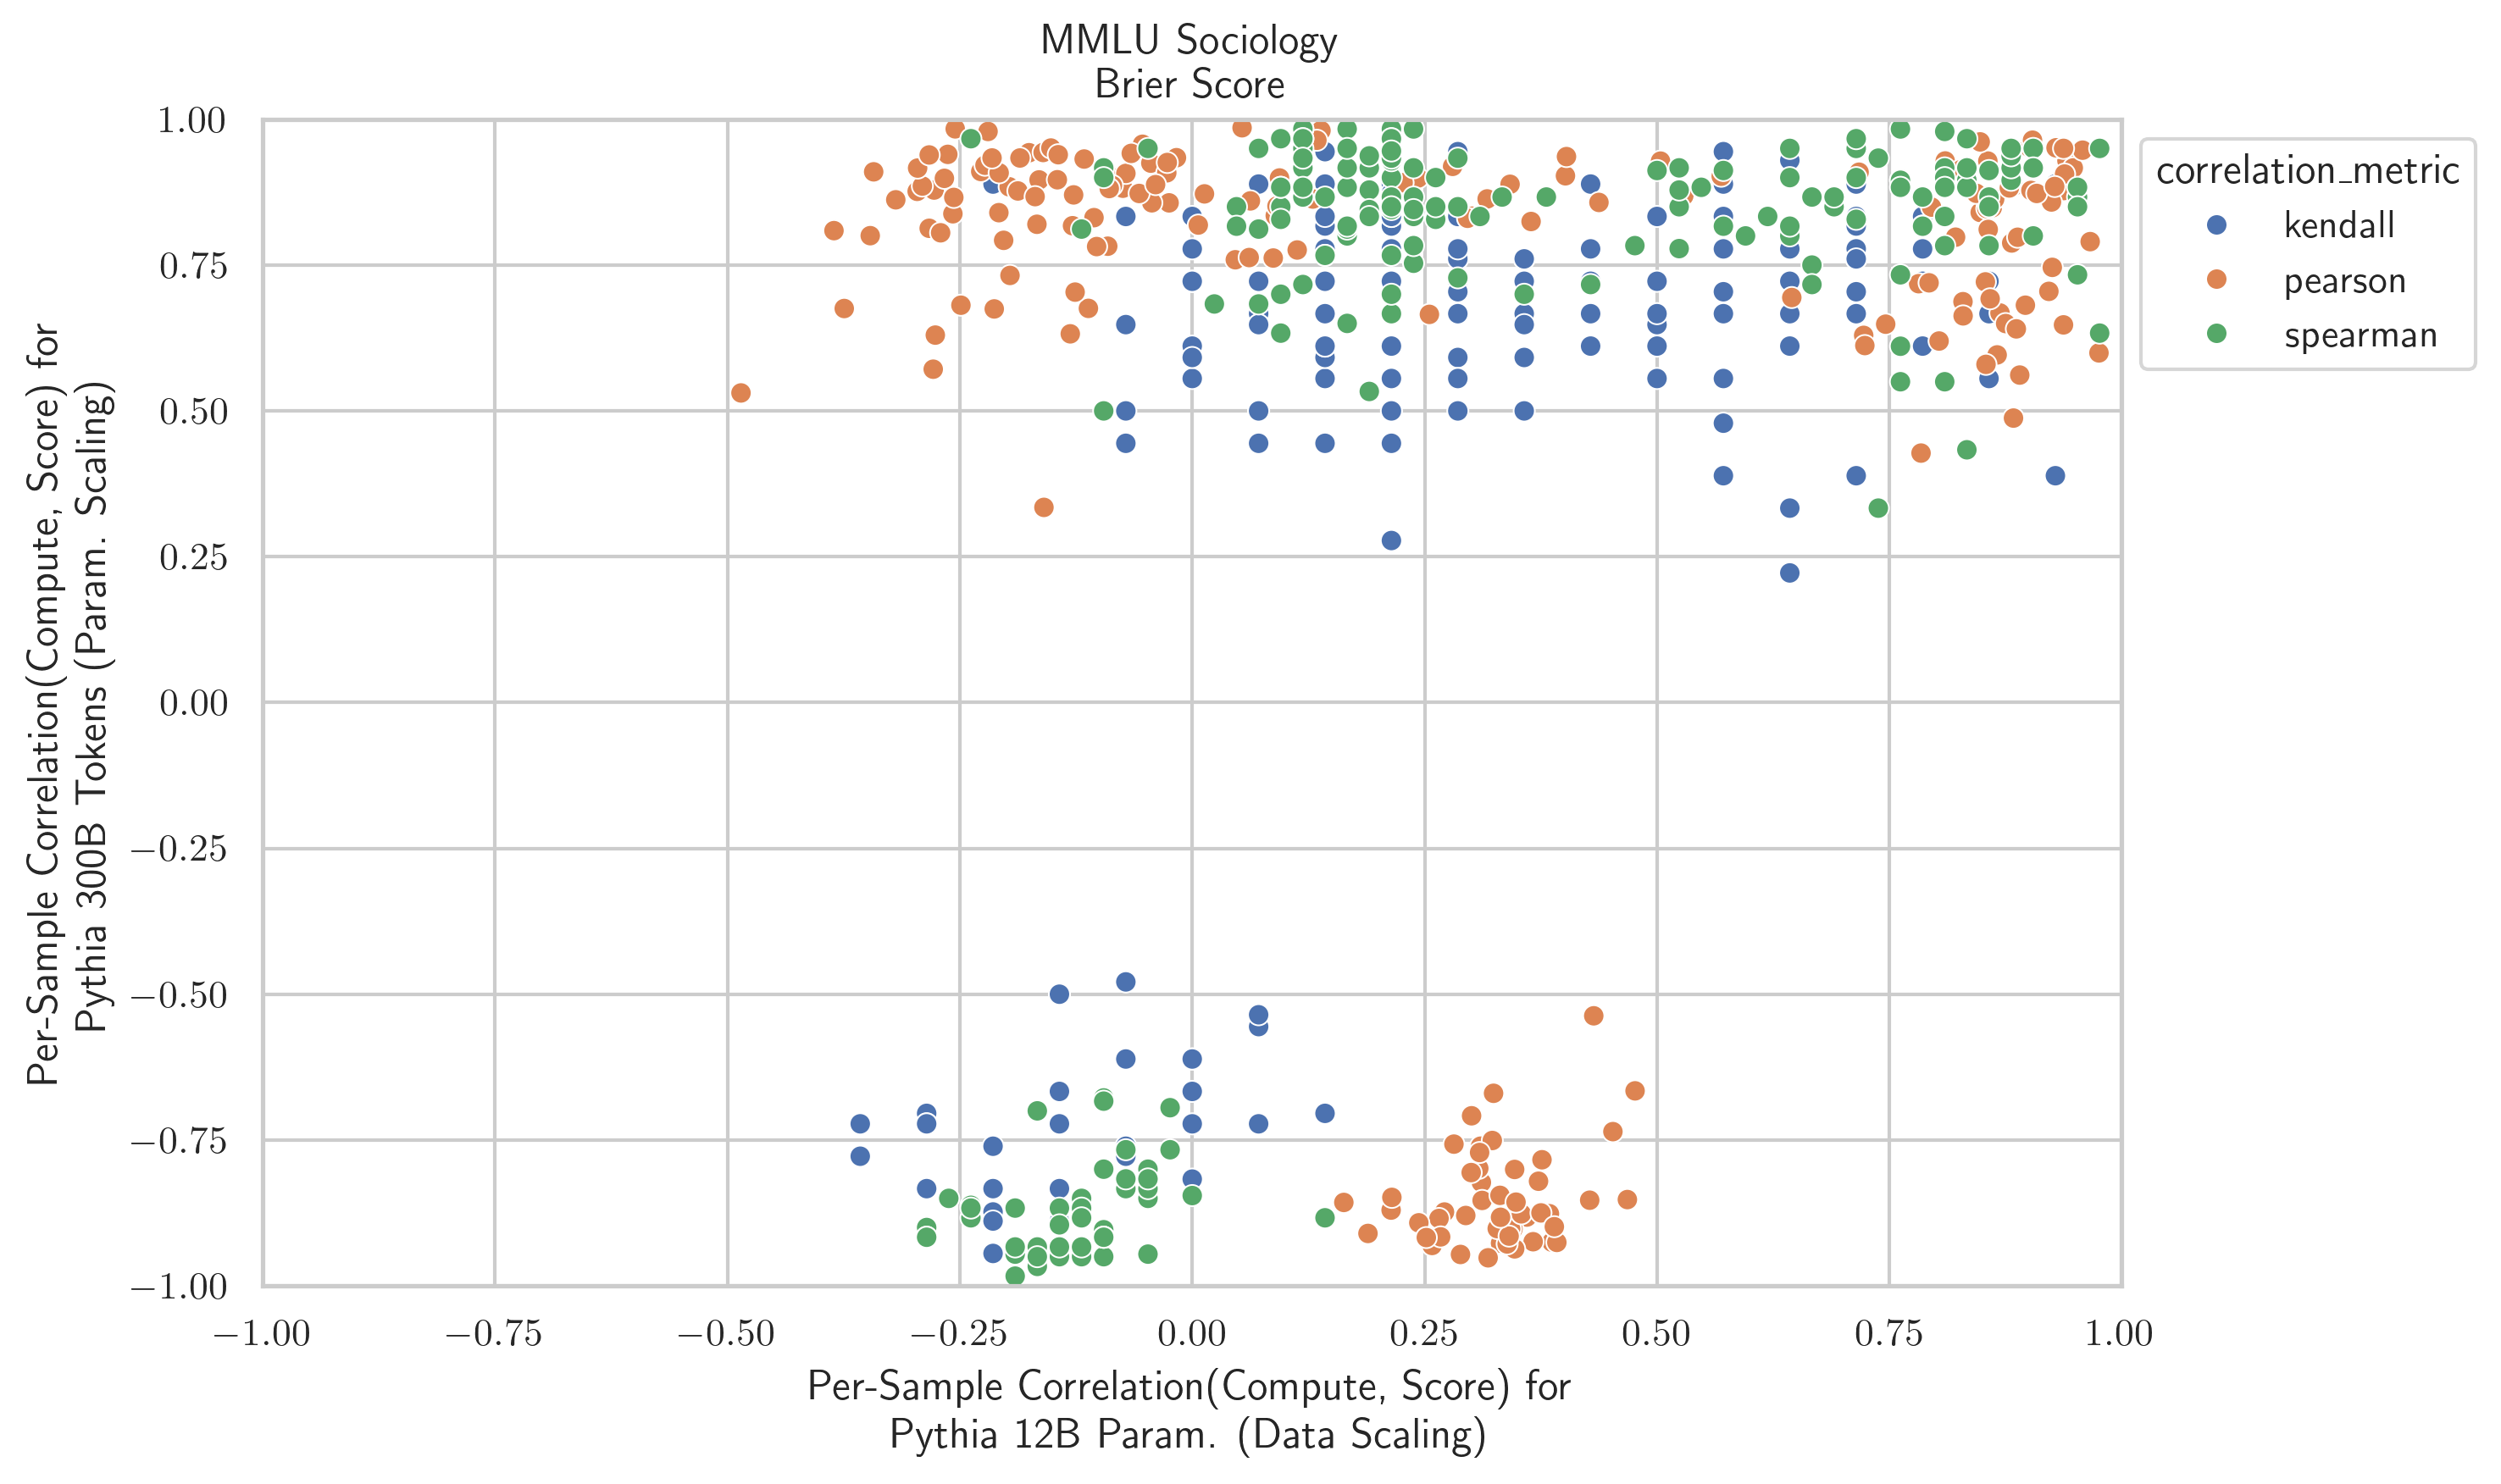 MMLU Sociology
Brier Score
Per-Sample Correlation(Compute, Score) for
Pythia 300B Tokens (Param. Scaling)
1.00
0.75
0.50
0.25
0.00
−0.25
−0.50
−0.75
−1.00
−1.00
−0.75
−0.50
−0.25
0.00
0.25
0.50
0.75
1.00
Per-Sample Correlation(Compute, Score) for
Pythia 12B Param. (Data Scaling)
correlation_metric
kendall
pearson
spearman